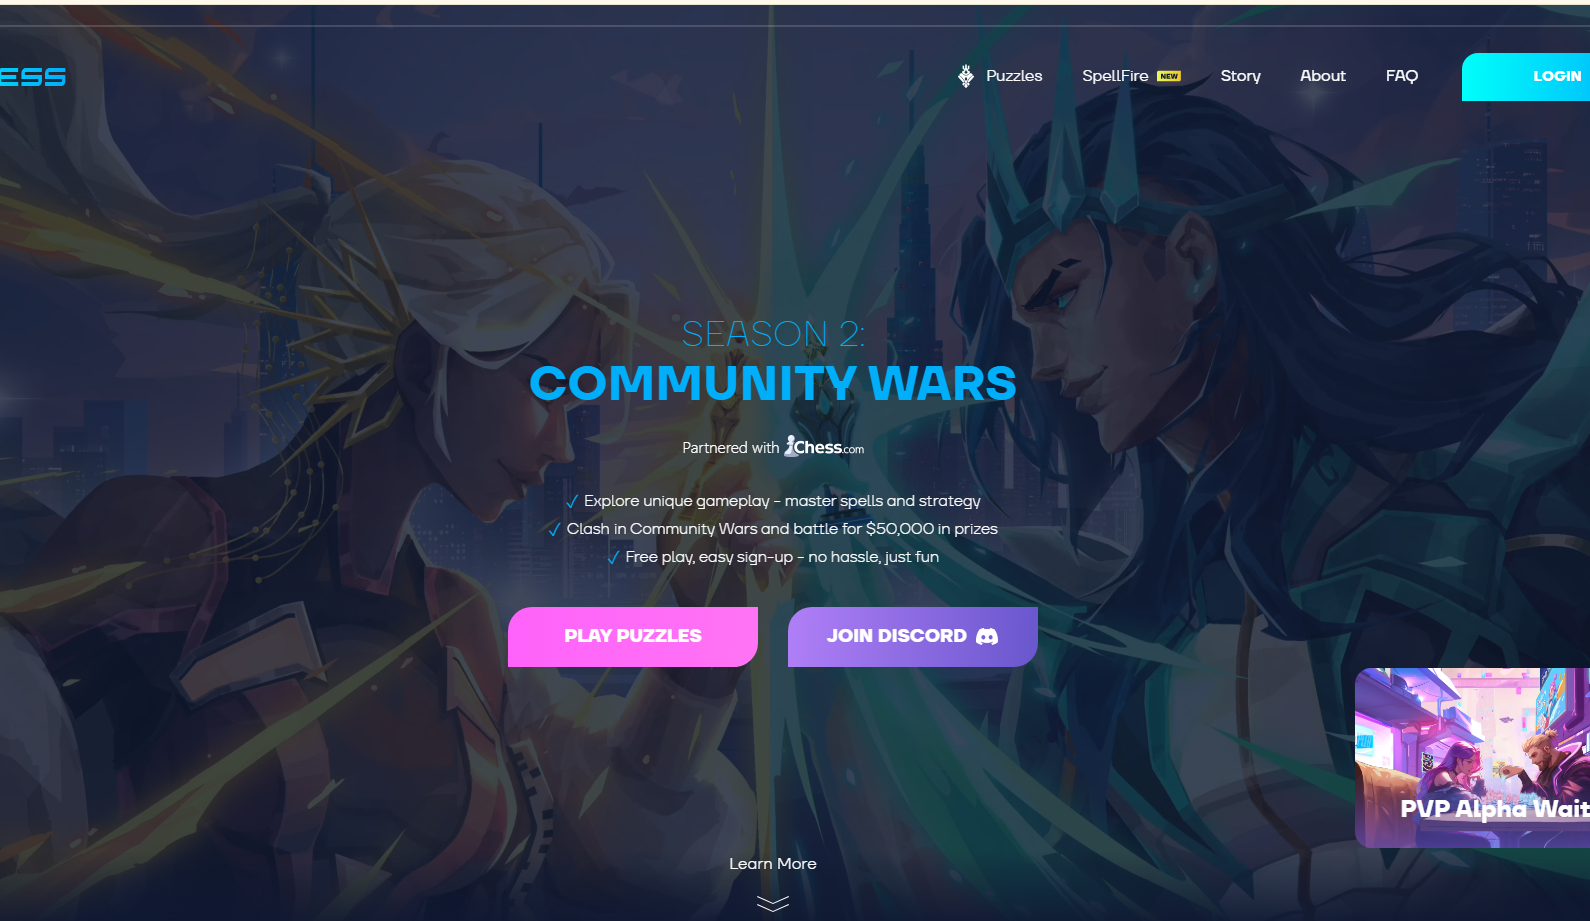 ESS
Puzzles
SpellFire NEW
Story
About
FAQ
LOGIN
SEASON 2:
COMMUNITY WARS
Partnered with Chess.com
✓ Explore unique gameplay - master spells and strategy
✓ Clash in Community Wars and battle for $50,000 in prizes
✓ Free play, easy sign-up - no hassle, just fun
PLAY PUZZLES
JOIN DISCORD
PVP Alpha Wait
Learn More